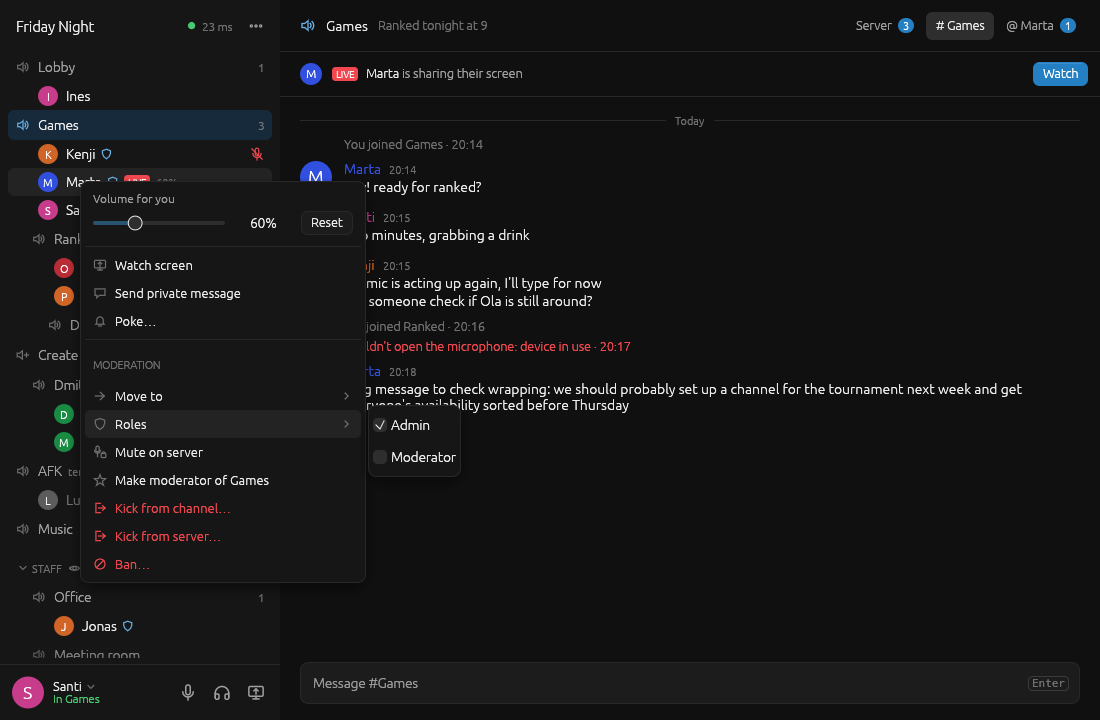 Friday Night
23 ms
Lobby
1
I
Ines
Games
3
K
Kenji
M
LIVE
S
O
P
Create
Dmi
D
M
AFK
L
Lu
Music
STAFF
Office
1
J
Jonas
Meeting room
S
Santi
In Games
Volume for you
60%
Reset
Watch screen
Send private message
Poke…
MODERATION
Move to
Roles
Mute on server
Make moderator of Games
Kick from channel…
Kick from server…
Ban…
Admin
Moderator
Games
Ranked tonight at 9
Server 3
# Games
@ Marta 1
M
LIVE
Marta is sharing their screen
Watch
Today
You joined Games · 20:14
M
Marta 20:14
! ready for ranked?
20:15
minutes, grabbing a drink
20:15
mic is acting up again, I'll type for now
someone check if Ola is still around?
joined Ranked · 20:16
open the microphone: device in use · 20:17
20:18
message to check wrapping: we should probably set up a channel for the tournament next week and get
availability sorted before Thursday
Message #Games
Enter